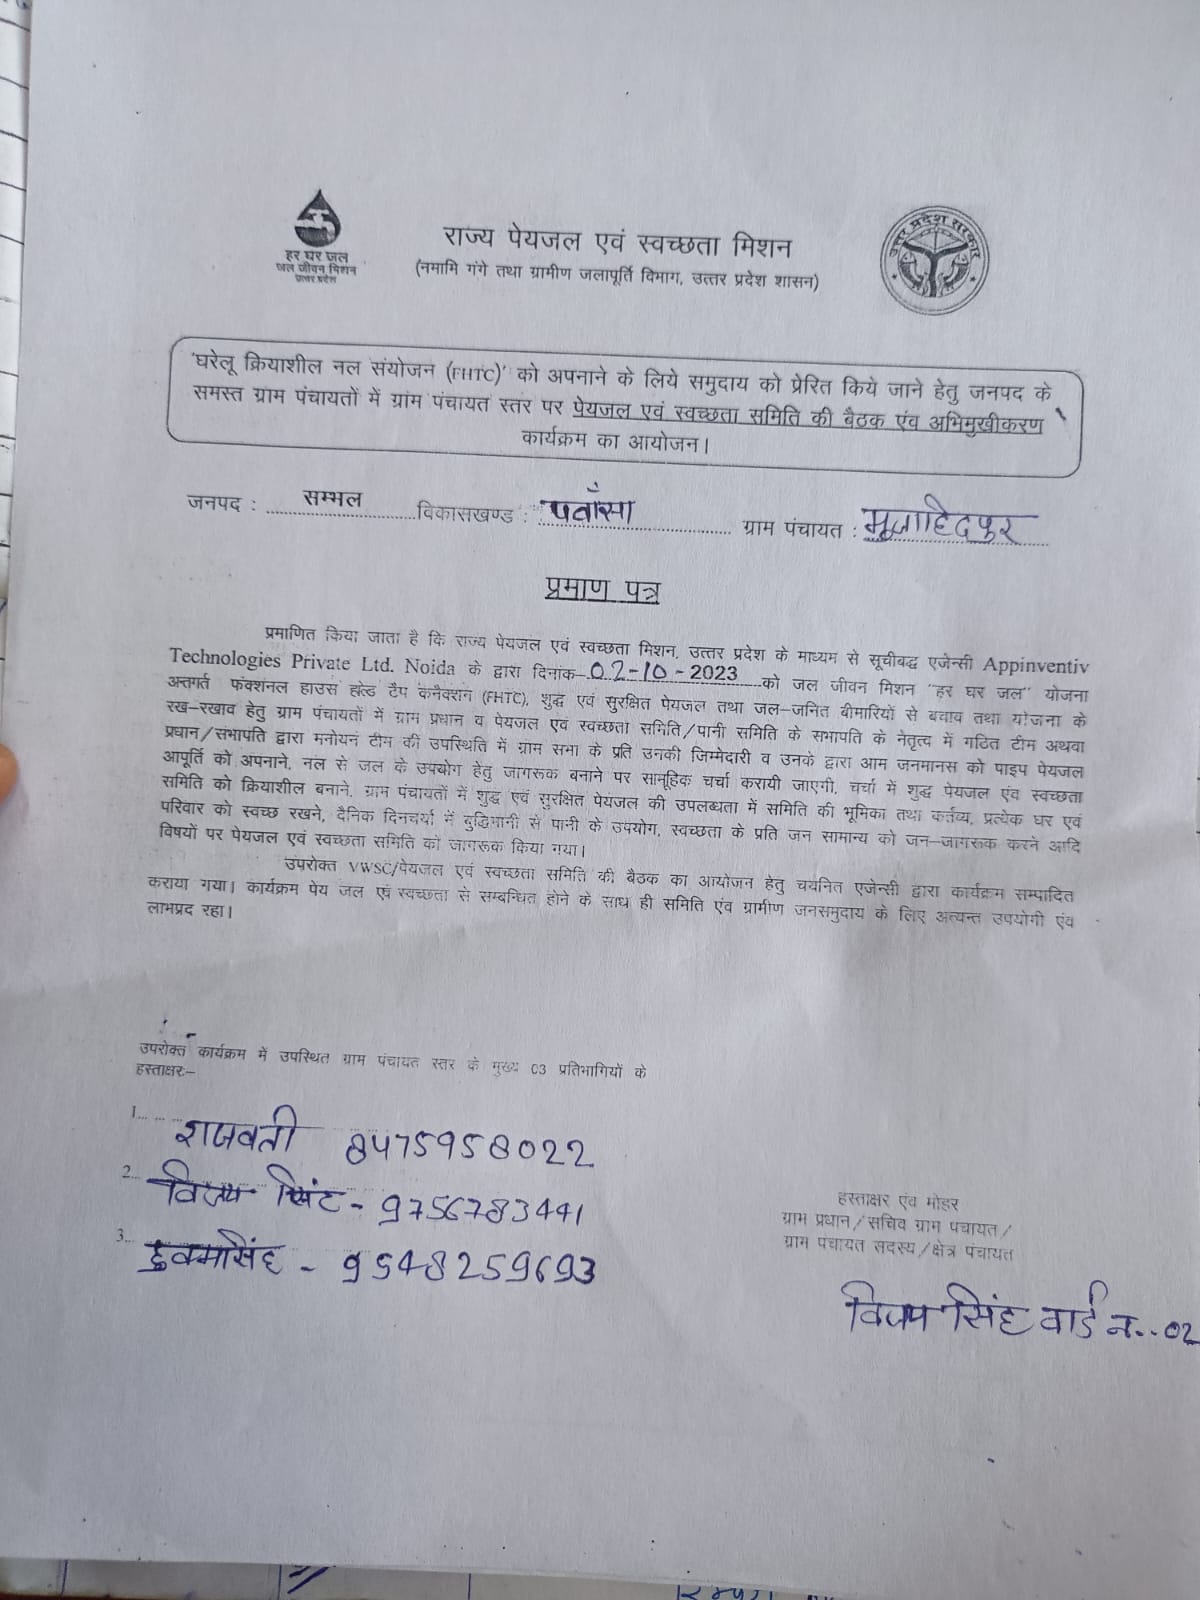 हर घर जल
जल जीवन मिशन
उत्तर प्रदेश
राज्य पेयजल एवं स्वच्छता मिशन
(नमामि गंगे तथा ग्रामीण जलापूर्ति विभाग, उत्तर प्रदेश शासन)
उत्तर प्रदेश सरकार
'घरेलू क्रियाशील नल संयोजन (FHTC)' को अपनाने के लिये समुदाय को प्रेरित किये जाने हेतु जनपद के
समस्त ग्राम पंचायतों में ग्रांम पंचायत स्तर पर पेयजल एवं स्वच्छता समिति की बैठक एंव अभिमुखीकरण
कार्यक्रम का आयोजन।
जनपद : सम्भल विकासखण्ड : पवाँसा ग्राम पंचायत : मूजाहिदपुर
प्रमाण पत्र
प्रमाणित किया जाता है कि राज्य पेयजल एवं स्वच्छता मिशन, उत्तर प्रदेश के माध्यम से सूचीबद्ध एजेन्सी Appinventiv
Technologies Private Ltd. Noida के द्वारा दिनांक-02-10-2023 को जल जीवन मिशन "हर घर जल" योजना
अन्तगर्त फंक्शनल हाउस होल्ड टैप कनैक्शन (FHTC), शुद्ध एवं सुरक्षित पेयजल तथा जल-जनित बीमारियों से बचाव तथा योजना के
रख-रखाव हेतु ग्राम पंचायतों में ग्राम प्रधान व पेयजल एवं स्वच्छता समिति/पानी समिति के सभापति के नेतृत्व में गठित टीम अथवा
प्रधान/सभापति द्वारा मनोयन टीम की उपस्थिति में ग्राम सभा के प्रति उनकी जिम्मेदारी व उनके द्वारा आम जनमानस को पाइप पेयजल
आपूर्ति को अपनाने, नल से जल के उपयोग हेतु जागरूक बनाने पर सामूहिक चर्चा करायी जाएगी, चर्चा में शुद्ध पेयजल एंव स्वच्छता
समिति को क्रियाशील बनाने, ग्राम पंचायतों में शुद्ध एवं सुरक्षित पेयजल की उपलब्धता में समिति की भूमिका तथा कर्तव्य, प्रत्येक घर एवं
परिवार को स्वच्छ रखने, दैनिक दिनचर्या में बुद्धिमानी से पानी के उपयोग, स्वच्छता के प्रति जन सामान्य को जन-जागरूक करने आदि
विषयों पर पेयजल एवं स्वच्छता समिति को जागरूक किया गया।
उपरोक्त VWSC/पेयजल एवं स्वच्छता समिति की बैठक का आयोजन हेतु चयनित एजेन्सी द्वारा कार्यक्रम सम्पादित
कराया गया। कार्यक्रम पेय जल एवं स्वच्छता से सम्बन्धित होने के साथ ही समिति एंव ग्रामीण जनसमुदाय के लिए अत्यन्त उपयोगी एंव
लाभप्रद रहा।
उपरोक्त कार्यक्रम में उपस्थित ग्राम पंचायत स्तर के मुख्य 03 प्रतिभागियों के
हस्ताक्षरः-
1. राजवती 8475958022
2. विजय सिंह - 9756783441
3. हुकमसिंह - 9548259693
हस्ताक्षर एंव मोहर
ग्राम प्रधान/सचिव ग्राम पंचायत/
ग्राम पंचायत सदस्य/क्षेत्र पंचायत
विजय सिंह वार्ड न..02